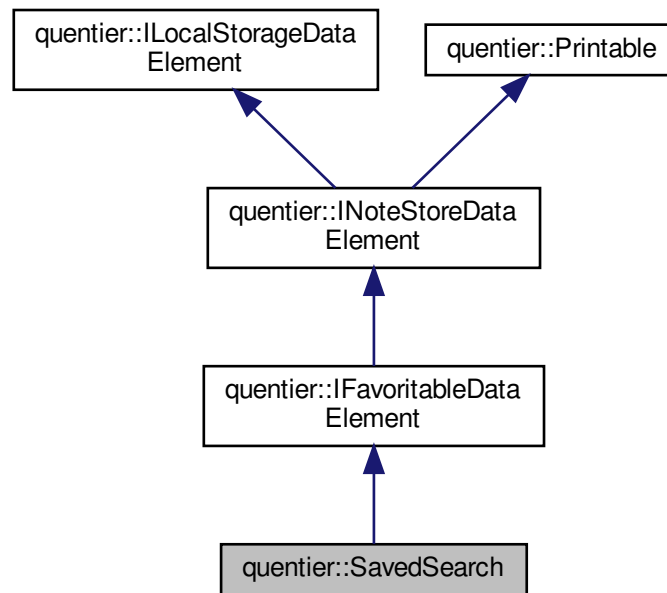 quentier::ILocalStorageData
Element
quentier::Printable
quentier::INoteStoreData
Element
quentier::IFavoritableData
Element
quentier::SavedSearch